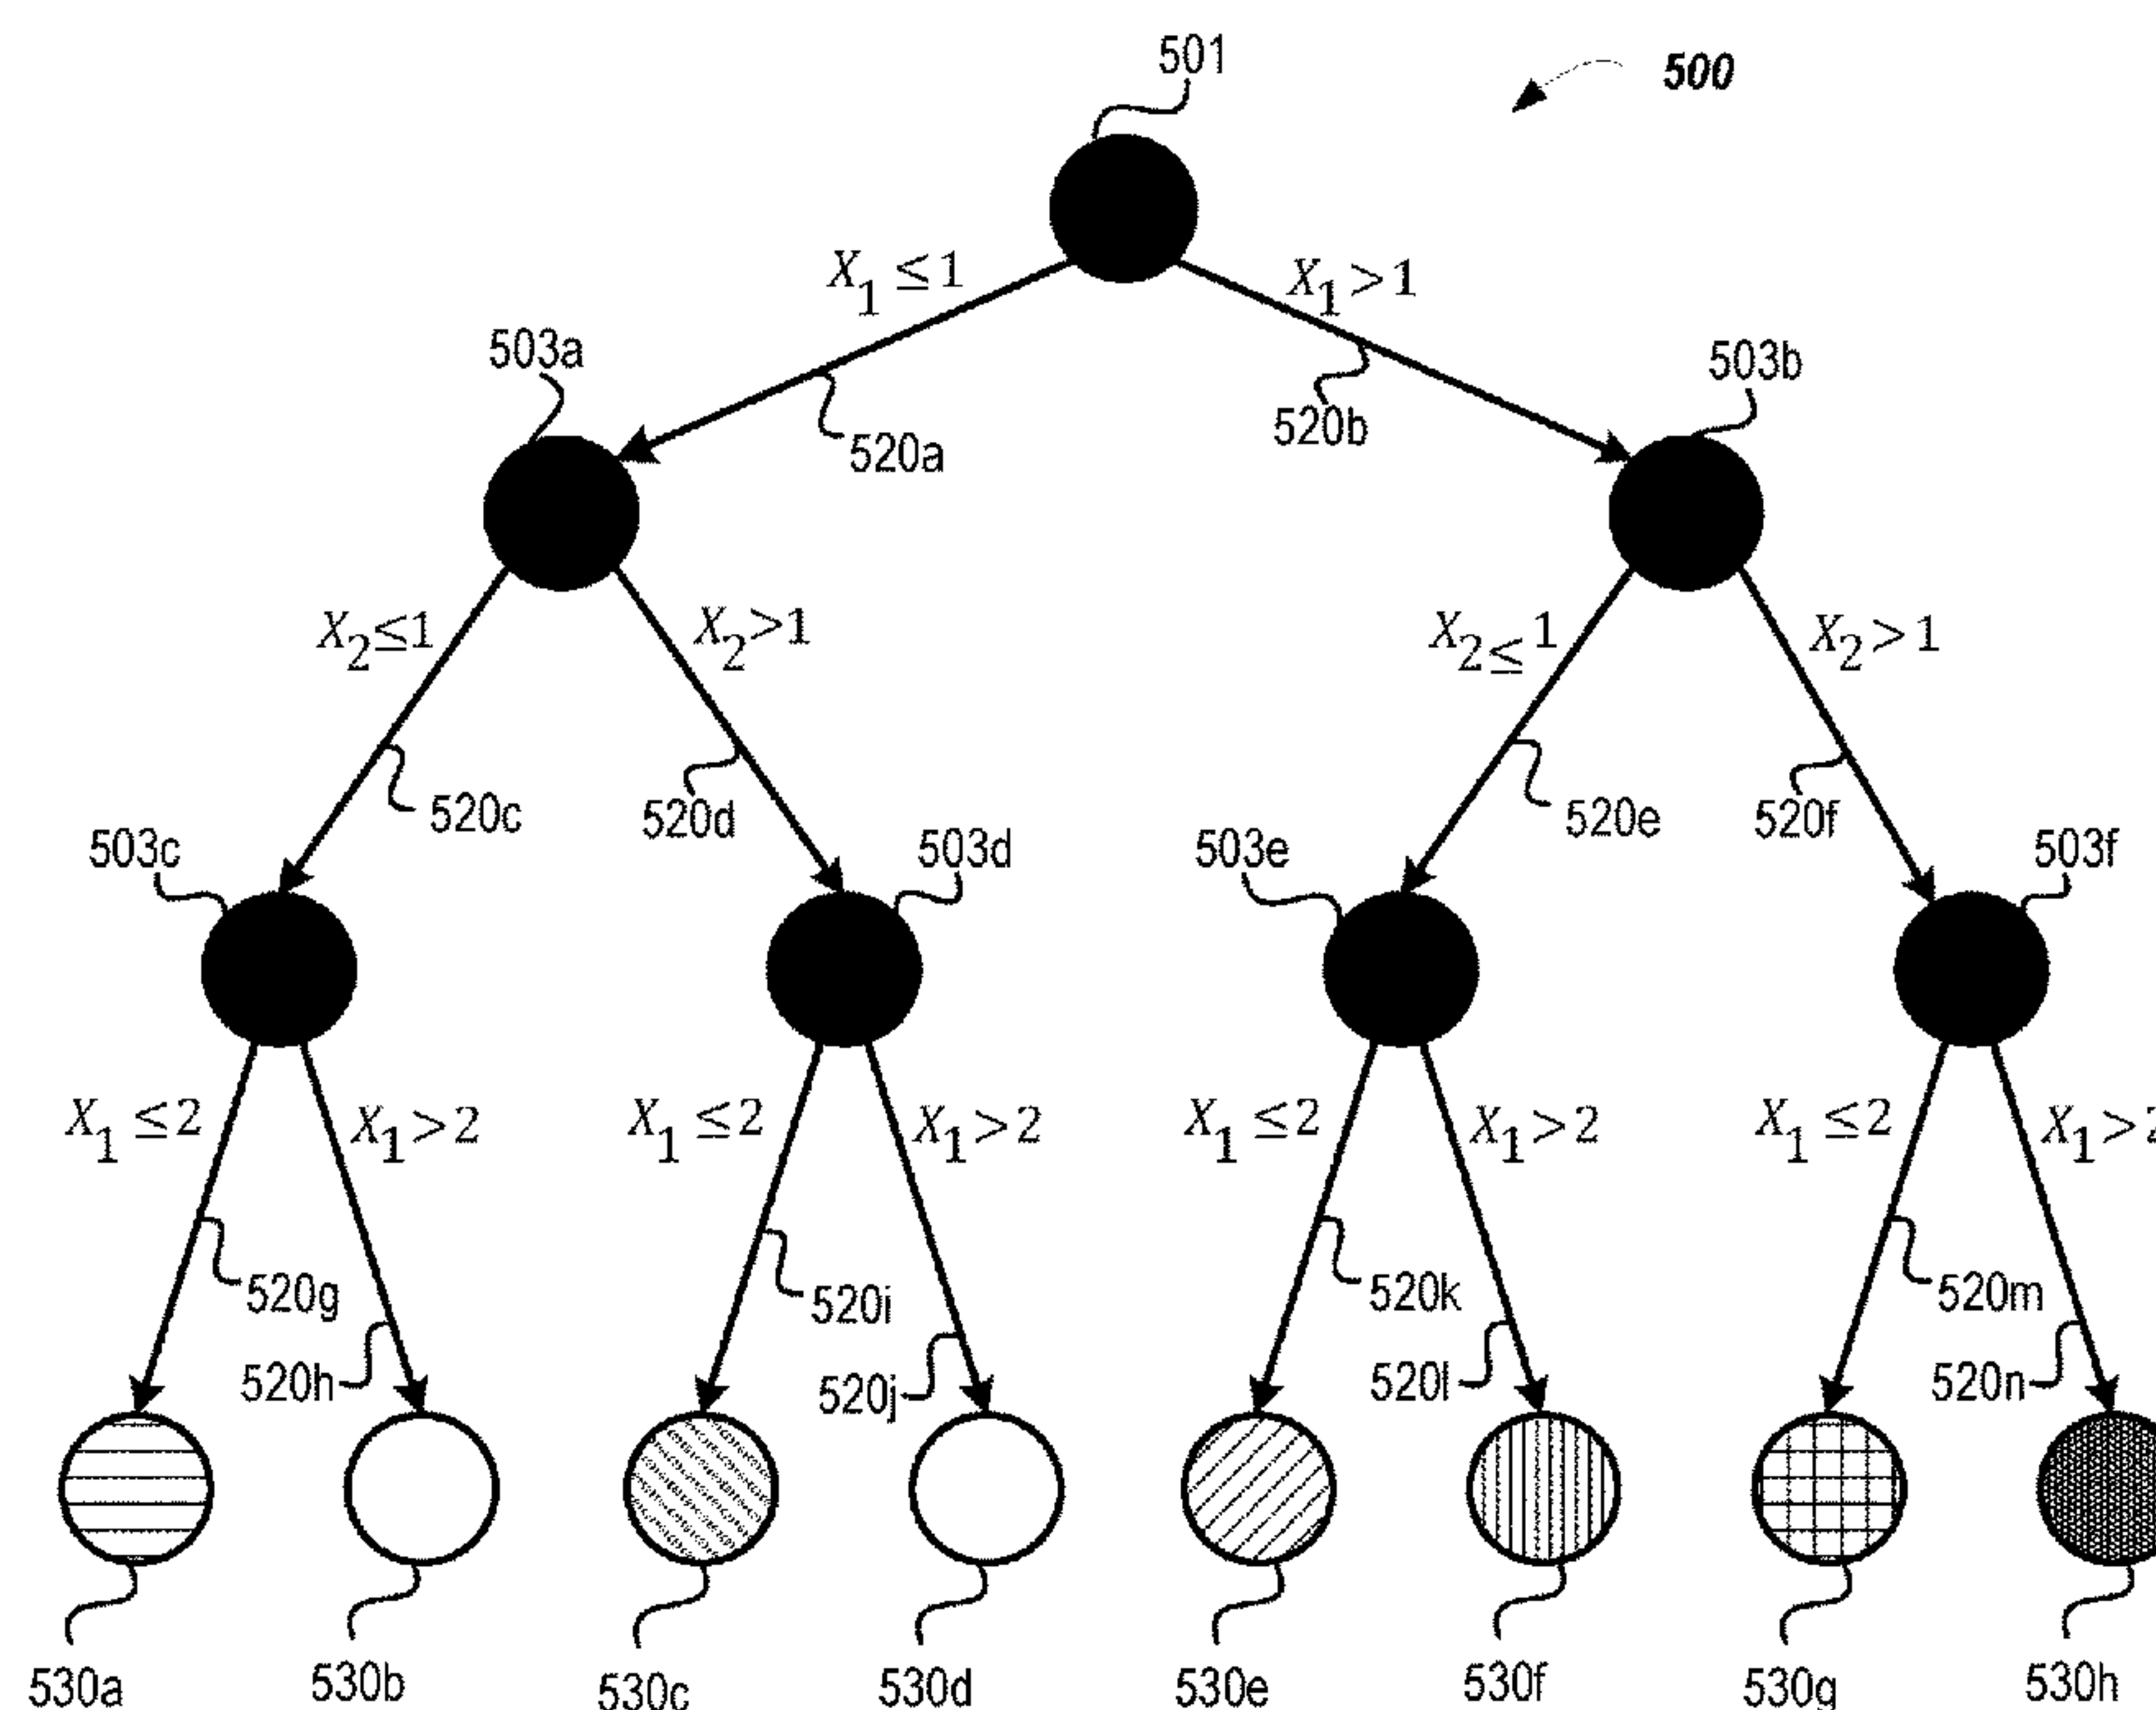 501
500
X1 ≤1
X1 >1
503a
503b
520a
520b
X2≤1
X2>1
X2≤1
X2>1
520c
520d
520e
520f
503c
503d
503e
503f
X1 ≤2
X1>2
X1 ≤2
X1>2
X1 ≤2
X1>2
X1 ≤2
X1>2
520g
520i
520k
520m
520h
520j
520l
520n
530a
530b
530c
530d
530e
530f
530g
530h